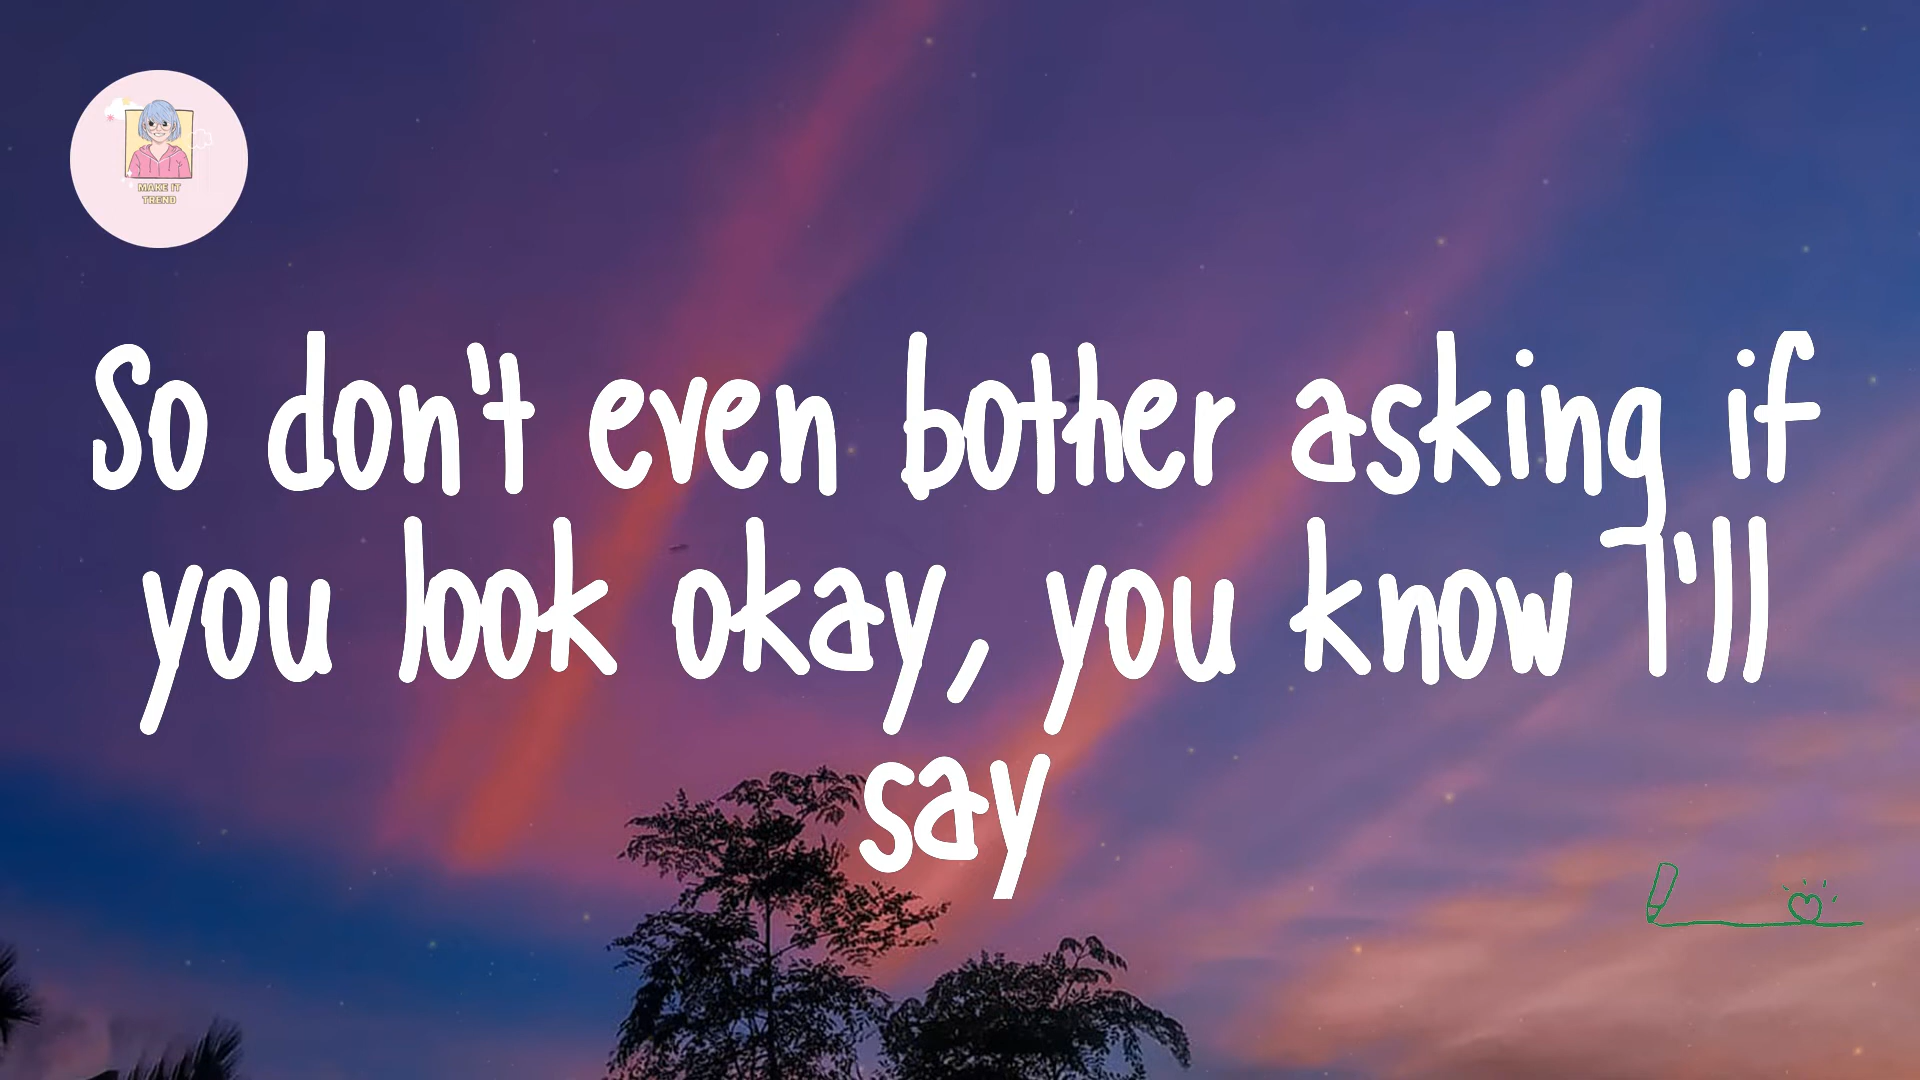 MAKE IT
TREND
So don't even bother asking if
you look okay, you know I'll
say